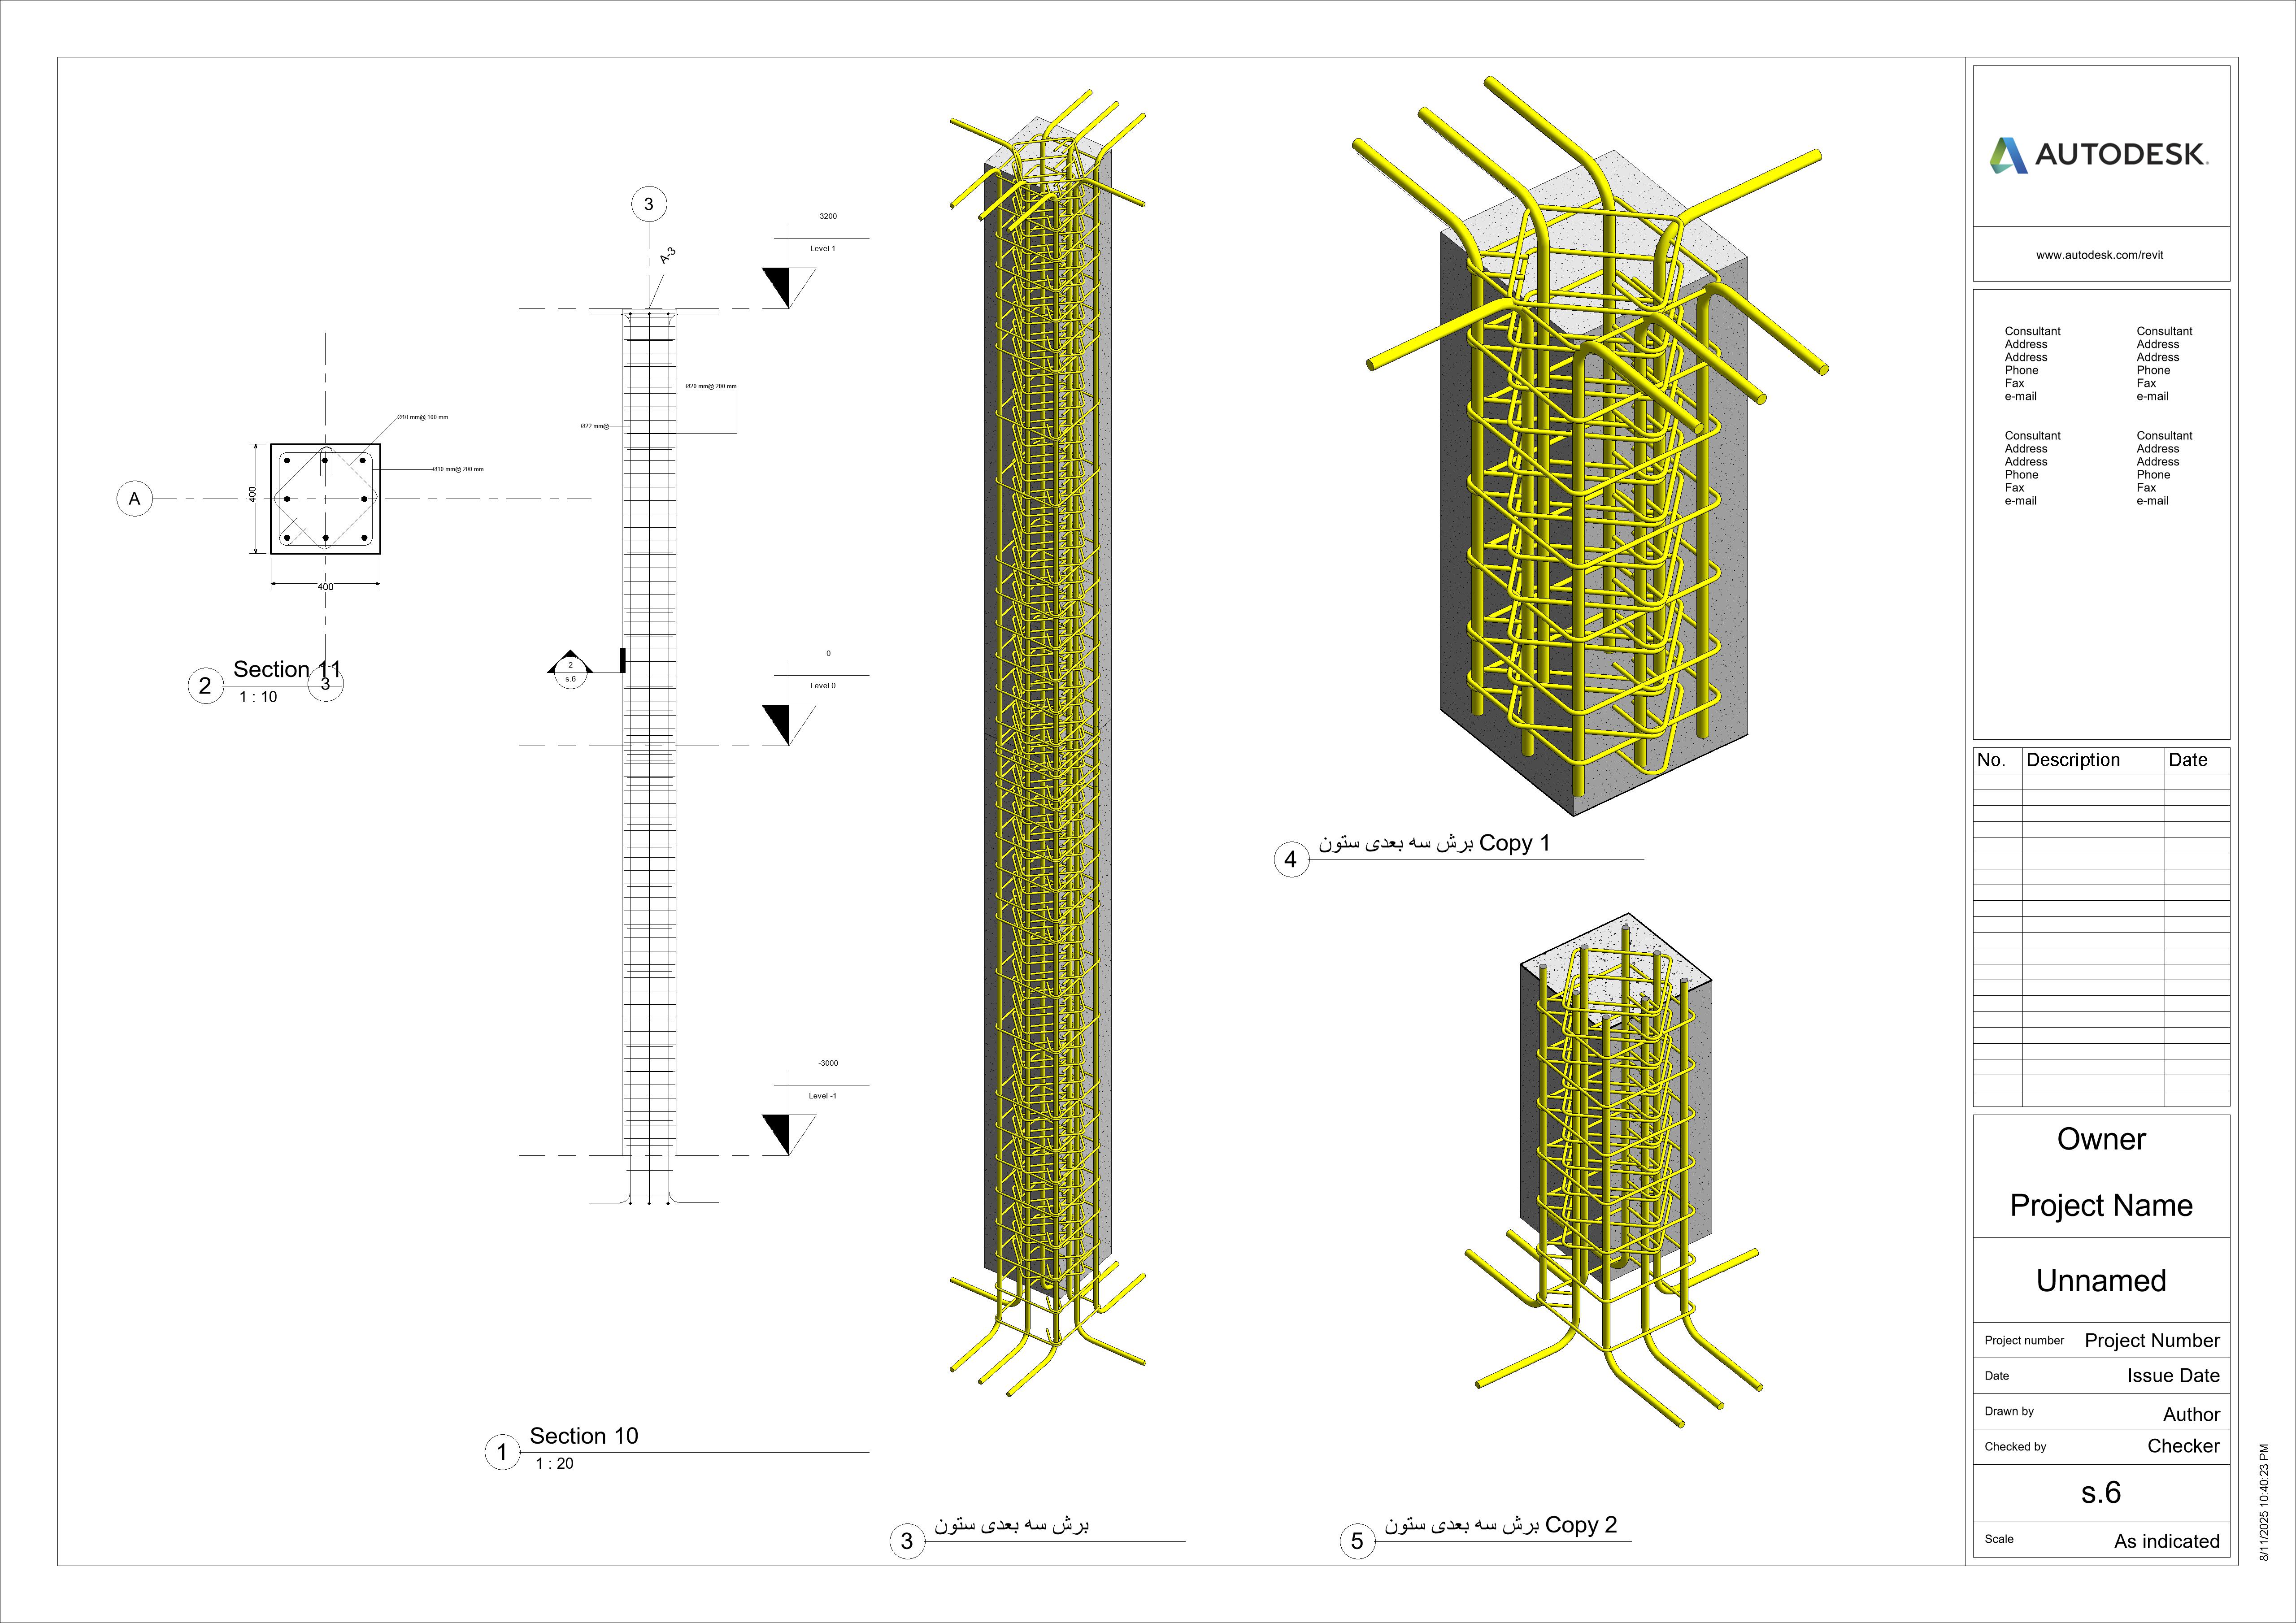 3
A-3
3200
Level 1
Ø20 mm@ 200 mm
Ø22 mm@
Ø10 mm@ 100 mm
Ø10 mm@ 200 mm
A
400
400
2
Section 11
1 : 10
3
2
s.6
0
Level 0
-3000
Level -1
1
Section 10
1 : 20
3
برش سه بعدی ستون
4
برش سه بعدی ستون Copy 1
5
برش سه بعدی ستون Copy 2
AUTODESK.
www.autodesk.com/revit
Consultant
Address
Address
Phone
Fax
e-mail
Consultant
Address
Address
Phone
Fax
e-mail
Consultant
Address
Address
Phone
Fax
e-mail
Consultant
Address
Address
Phone
Fax
e-mail
No. Description Date
Owner
Project Name
Unnamed
Project number Project Number
Date Issue Date
Drawn by Author
Checked by Checker
s.6
Scale As indicated
8/11/2025 10:40:23 PM